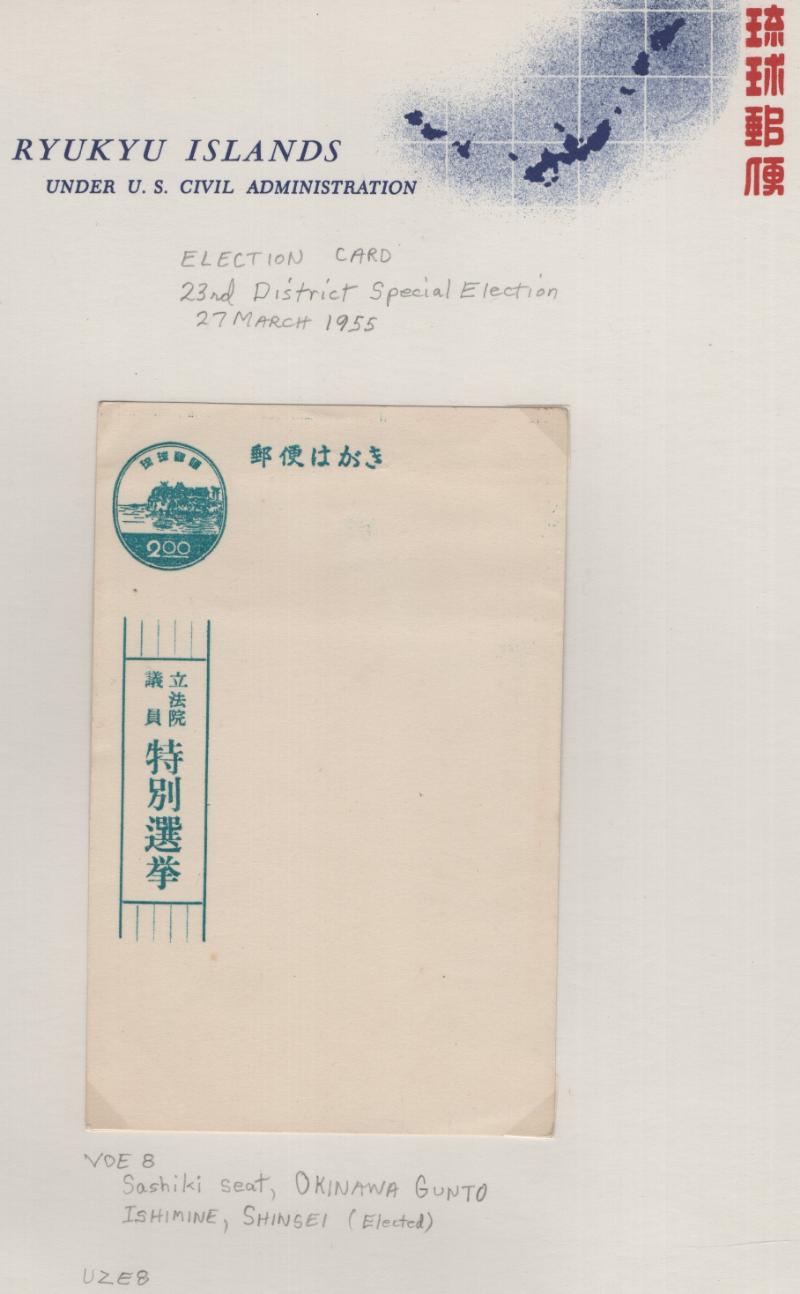 琉球郵便
RYUKYU ISLANDS
UNDER U. S. CIVIL ADMINISTRATION
ELECTION CARD
23rd District Special Election
27 MARCH 1955
琉球郵便
郵便はがき
200
立法院
議員
特別選挙
VOE 8
Sashiki seat, OKINAWA GUNTO
ISHIMINE, SHINSEI (Elected)
UZE8